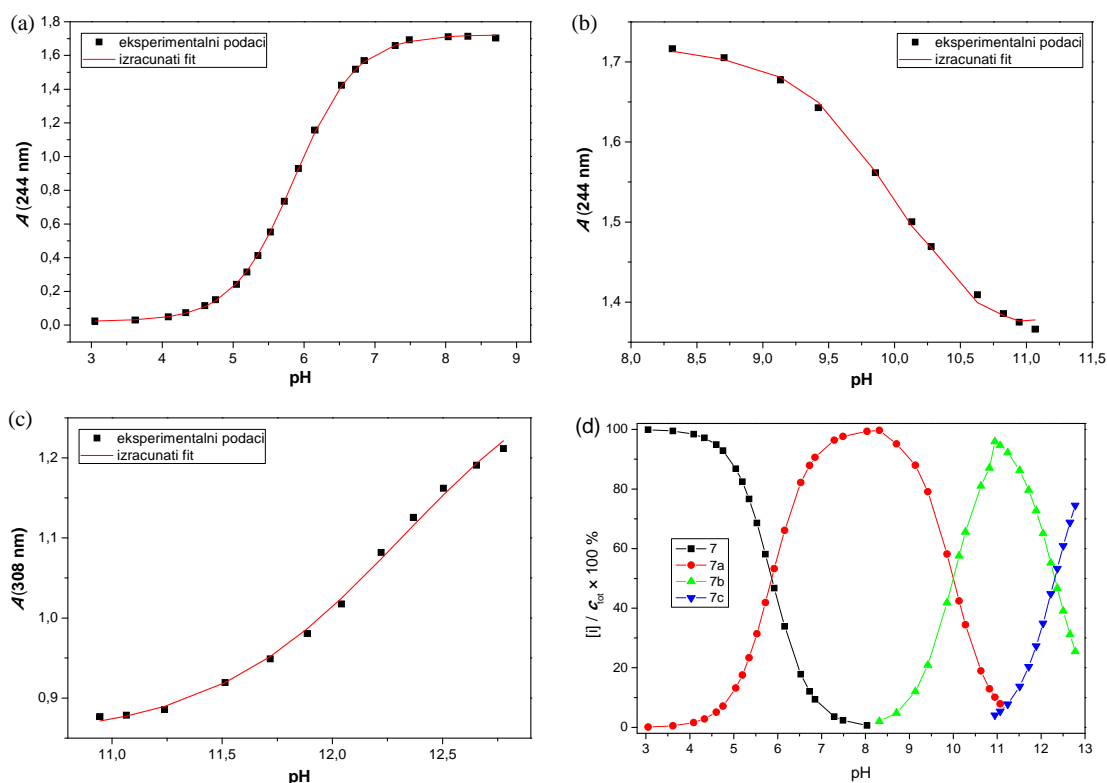 (a)
1,8
1,6
1,4
1,2
1,0
0,8
0,6
0,4
0,2
0,0
A (244 nm)
eksperimentalni podaci
izracunati fit
3 4 5 6 7 8 9
pH
(b)
1,7
1,6
1,5
1,4
A (244 nm)
eksperimentalni podaci
izracunati fit
8,0 8,5 9,0 9,5 10,0 10,5 11,0 11,5
pH
(c)
1,2
1,1
1,0
0,9
A(308 nm)
eksperimentalni podaci
izracunati fit
11,0 11,5 12,0 12,5
pH
(d)
100
80
60
40
20
0
[i] / c_tot × 100 %
7
7a
7b
7c
3 4 5 6 7 8 9 10 11 12 13
pH